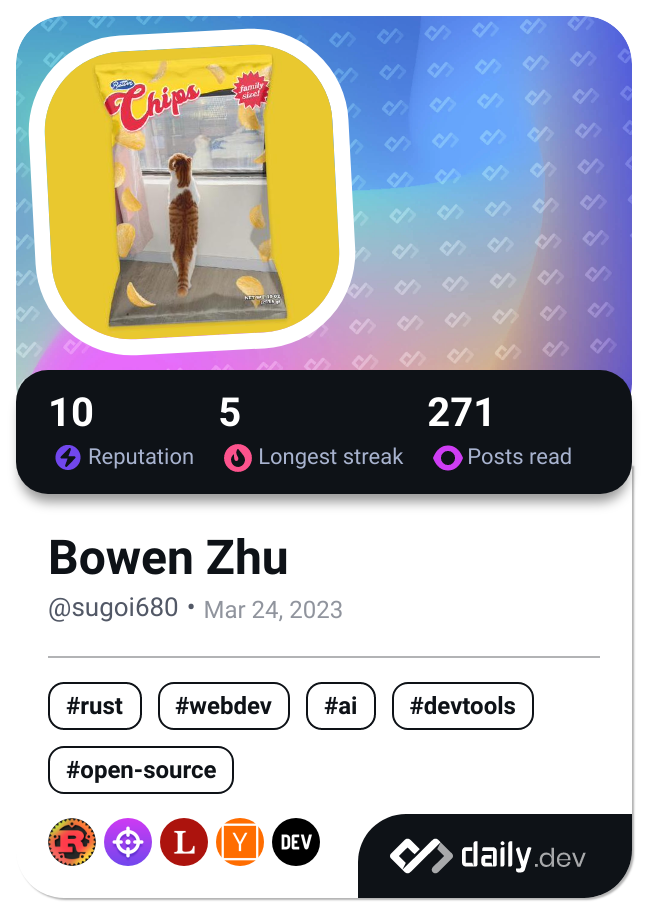 Chips
family
size!
10
5
271
Reputation
Longest streak
Posts read
Bowen Zhu
@sugoi680 • Mar 24, 2023
#rust
#webdev
#ai
#devtools
#open-source
R
L
Y
DEV
daily.dev